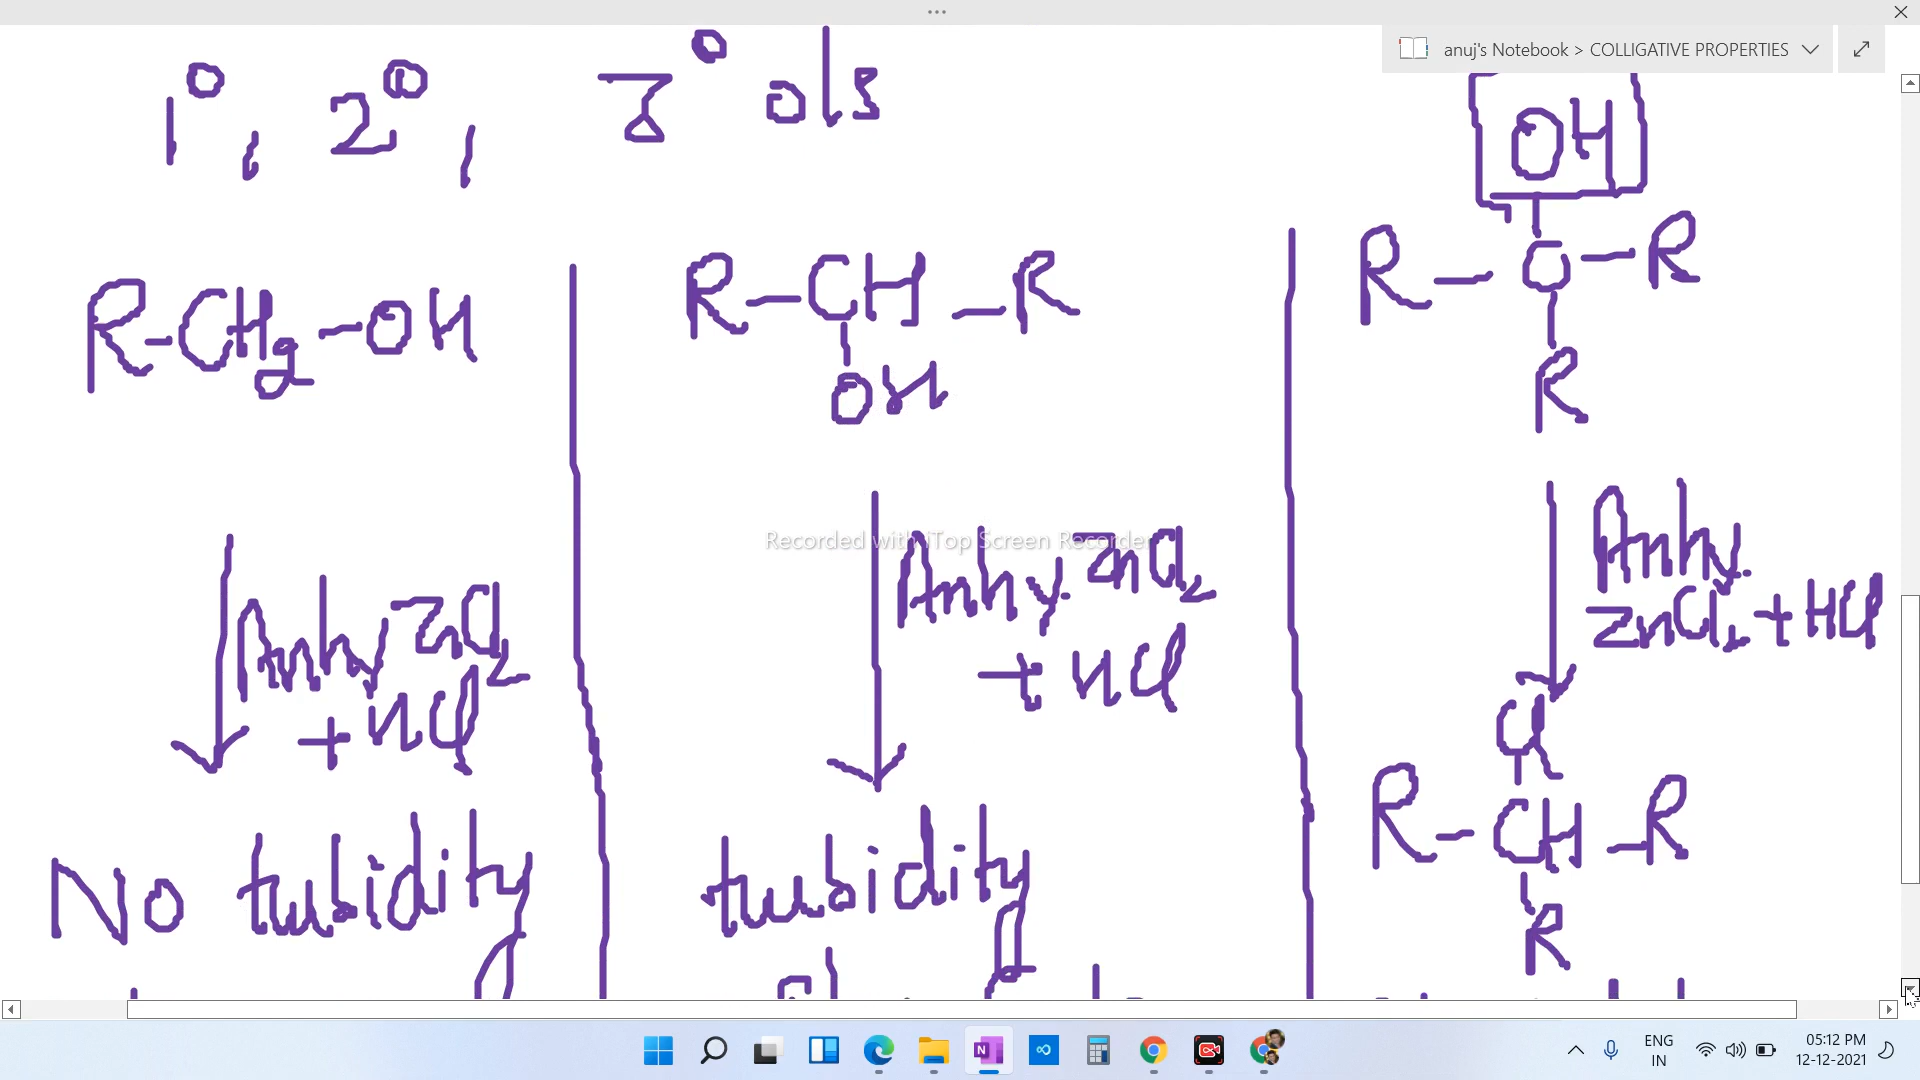 anuj's Notebook > COLLIGATIVE PROPERTIES
1°, 2°, 3° ols
OH
R-C-R
R
R-CH2-OH
R-CH-R
OH
Anhy ZnCl2
+ HCl
Anhy. ZnCl2
+ HCl
Anhy.
ZnCl2 + HCl
Recorded with iTop Screen Recorder
No tubidity
tubidity
Cl
R-CH-R
R
ENG
IN
05:12 PM
12-12-2021